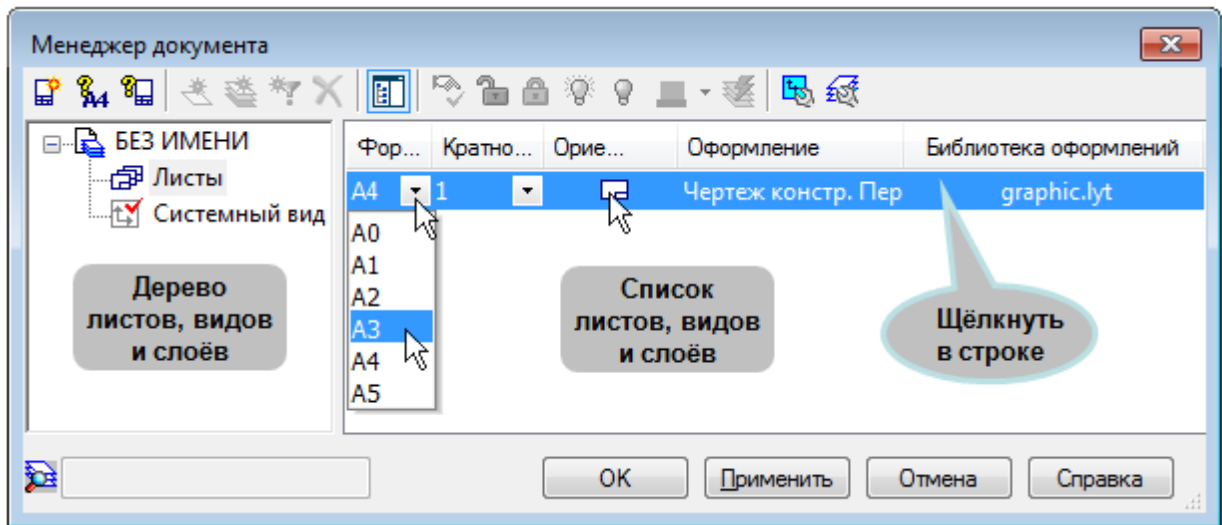 Менеджер документа
A4
БЕЗ ИМЕНИ
Листы
Системный вид
Дерево
листов, видов
и слоёв
Фор... Кратно... Орие... Оформление Библиотека оформлений
A4 1 Чертеж констр. Пер graphic.lyt
A0
A1
A2
A3
A4
A5
Список
листов, видов
и слоёв
Щёлкнуть
в строке
OK Применить Отмена Справка